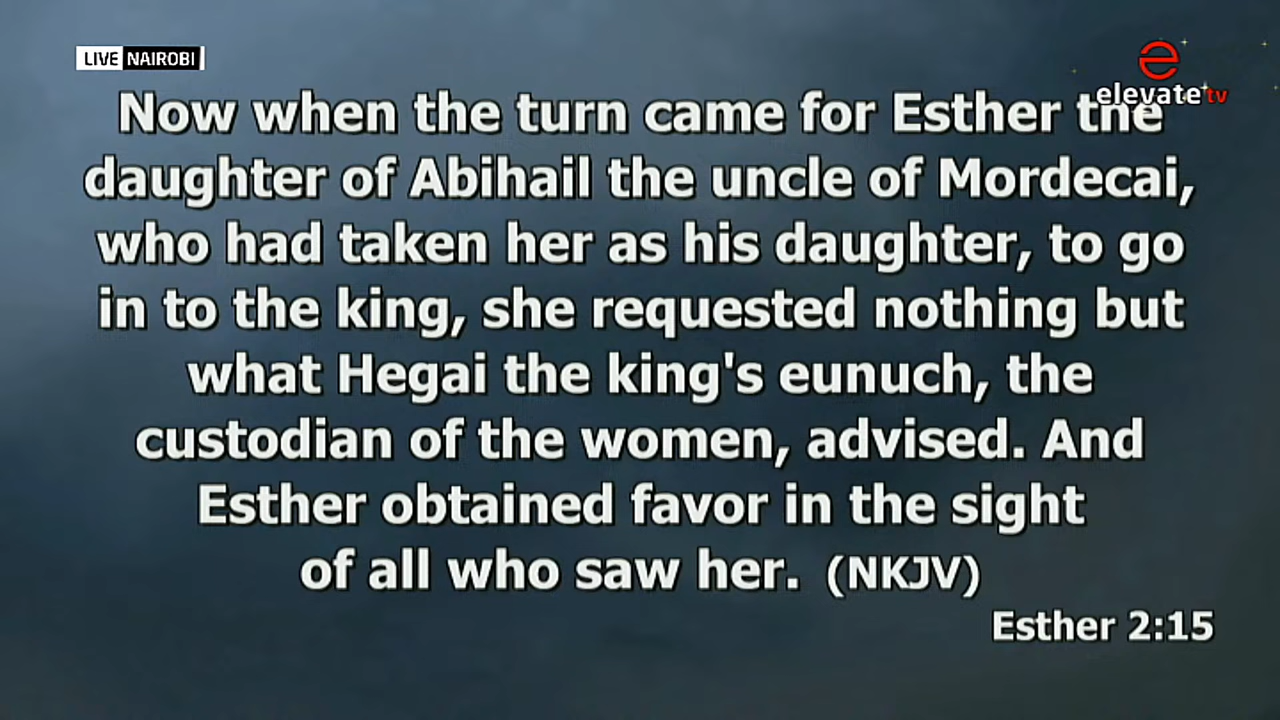 LIVE NAIROBI
e
elevate tv
Now when the turn came for Esther the
daughter of Abihail the uncle of Mordecai,
who had taken her as his daughter, to go
in to the king, she requested nothing but
what Hegai the king's eunuch, the
custodian of the women, advised. And
Esther obtained favor in the sight
of all who saw her. (NKJV)
Esther 2:15